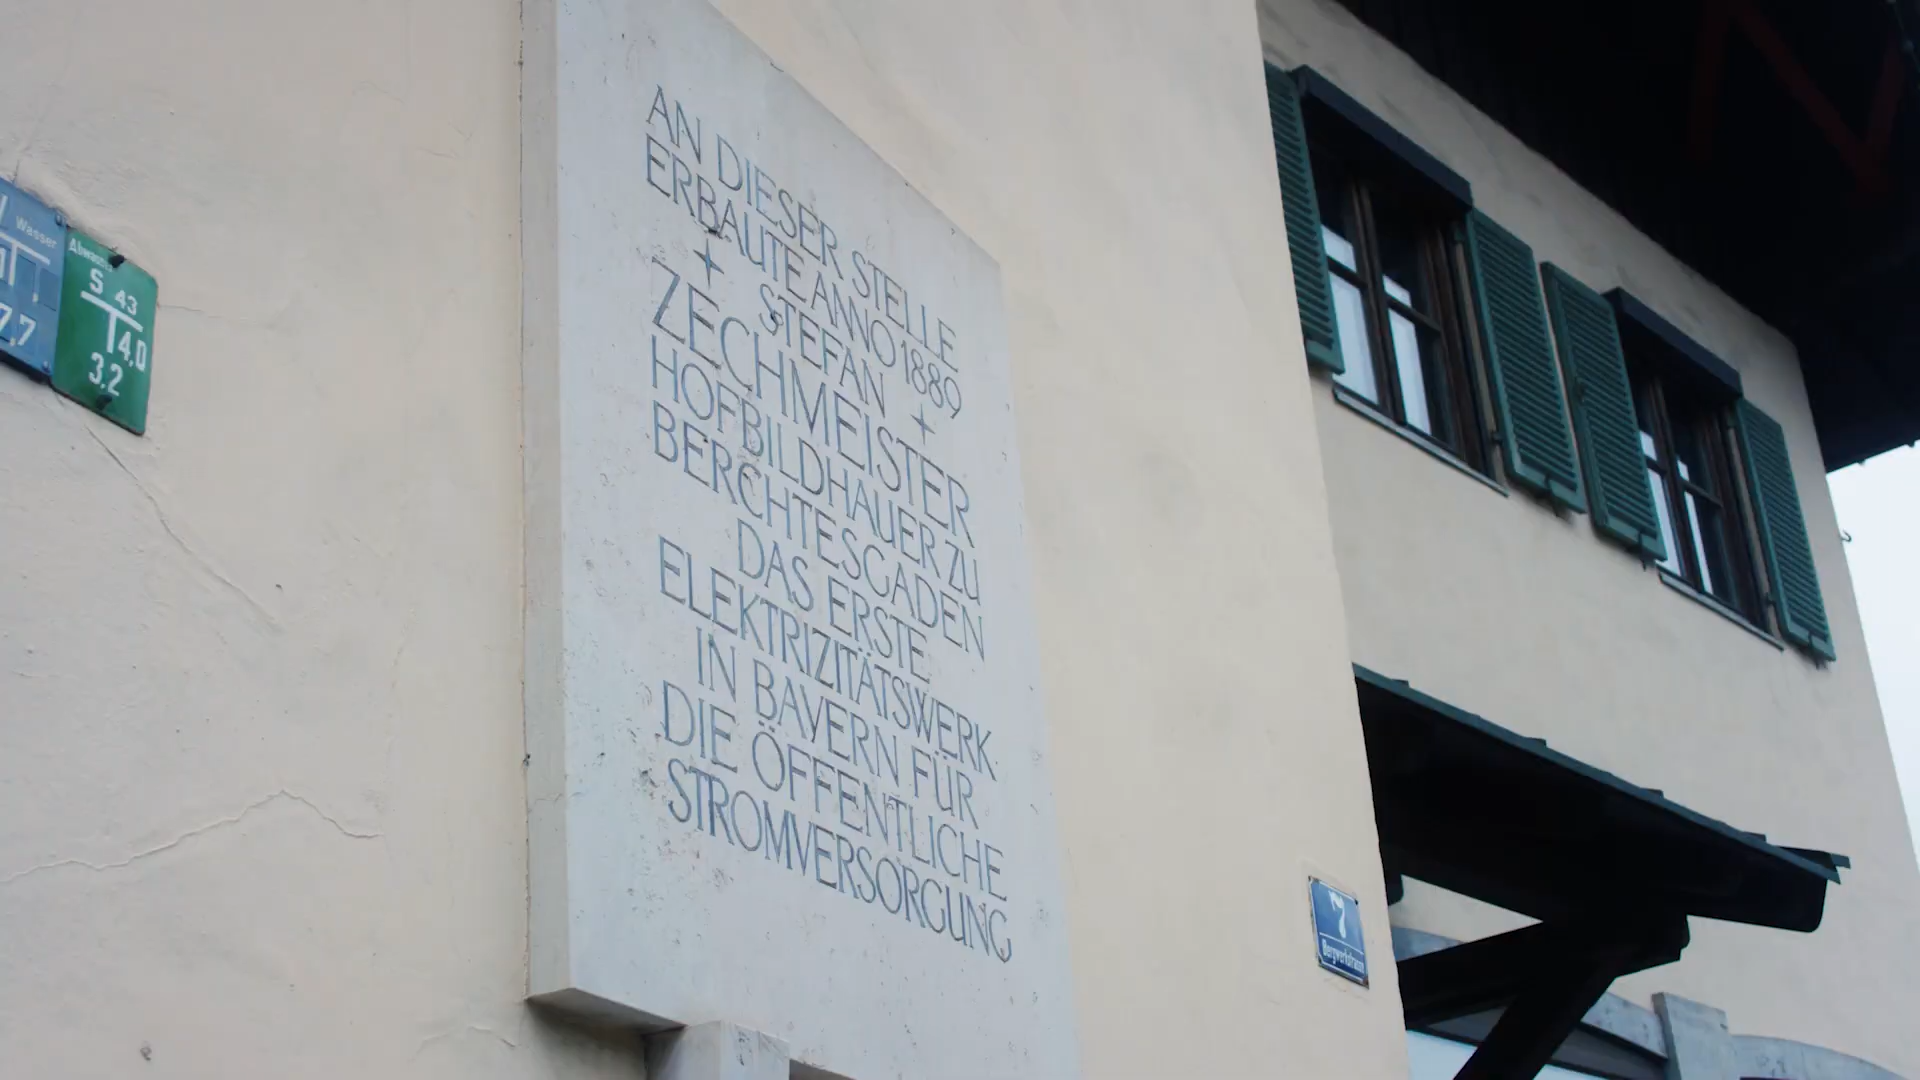 AN DIESER STELLE
ERBAUTE ANNO 1889
+ STEFAN +
ZECHMEISTER
HOFBILDHAUER ZU
BERCHTESGADEN
DAS ERSTE
ELEKTRIZITÄTSWERK
IN BAYERN FÜR
DIE ÖFFENTLICHE
STROMVERSORGUNG
Wasser
7,7
Abwasser
S 43
4,0
3,2
7
Bergwerkstrasse